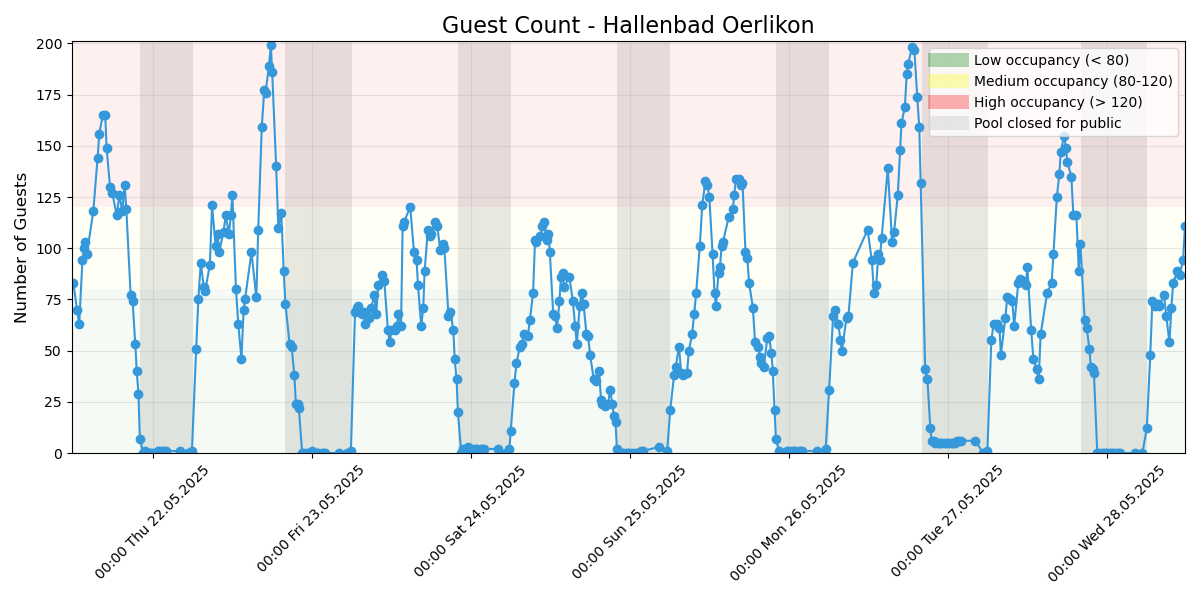 Guest Count - Hallenbad Oerlikon
Number of Guests
200
175
150
125
100
75
50
25
0
Low occupancy (< 80)
Medium occupancy (80-120)
High occupancy (> 120)
Pool closed for public
00:00 Thu 22.05.2025
00:00 Fri 23.05.2025
00:00 Sat 24.05.2025
00:00 Sun 25.05.2025
00:00 Mon 26.05.2025
00:00 Tue 27.05.2025
00:00 Wed 28.05.2025